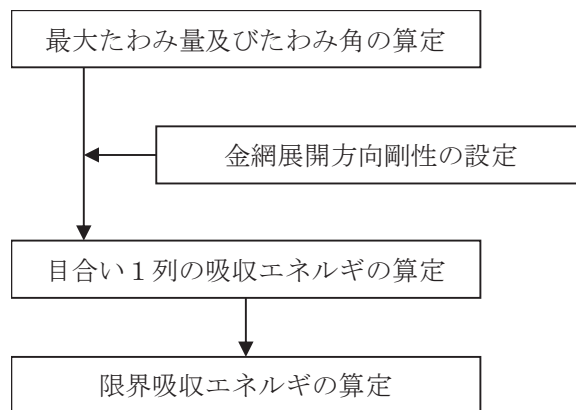 最大たわみ量及びたわみ角の算定
金網展開方向剛性の設定
目合い１列の吸収エネルギの算定
限界吸収エネルギの算定